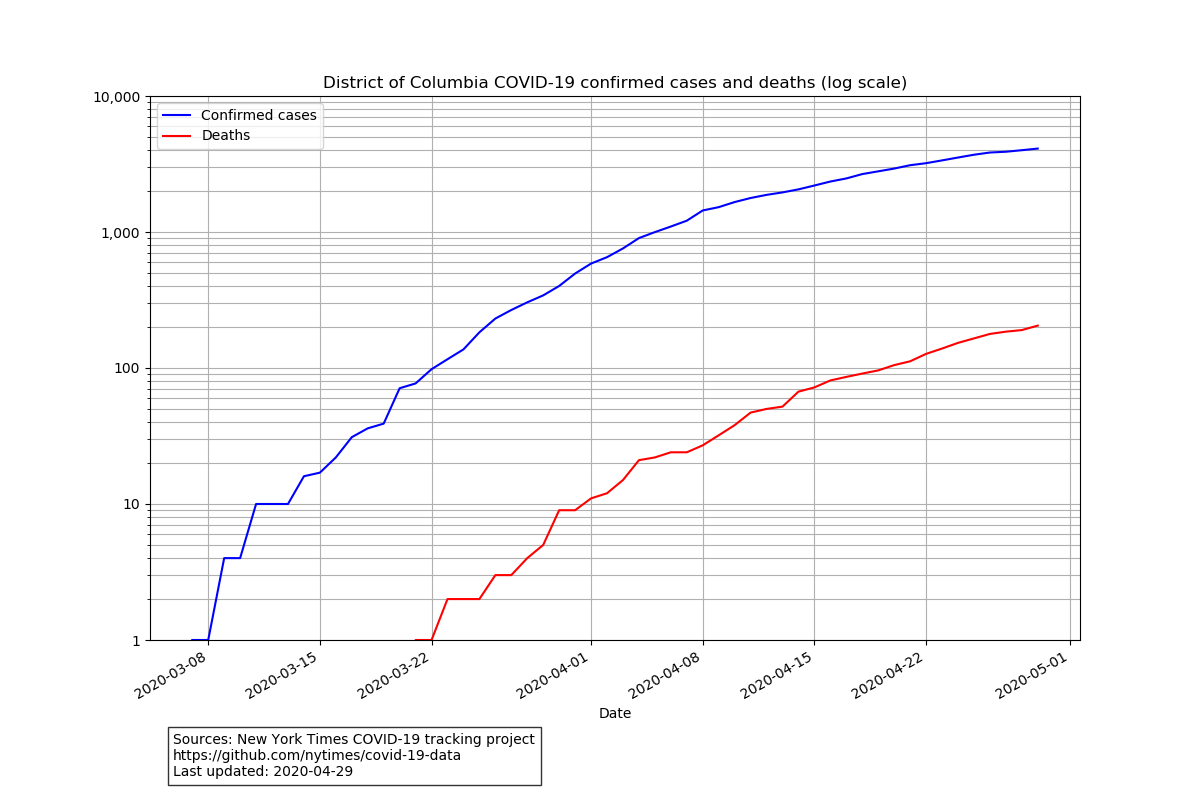 District of Columbia COVID-19 confirmed cases and deaths (log scale)
10,000
1,000
100
10
1
Confirmed cases
Deaths
2020-03-08
2020-03-15
2020-03-22
2020-04-01
2020-04-08
2020-04-15
2020-04-22
2020-05-01
Date
Sources: New York Times COVID-19 tracking project
https://github.com/nytimes/covid-19-data
Last updated: 2020-04-29